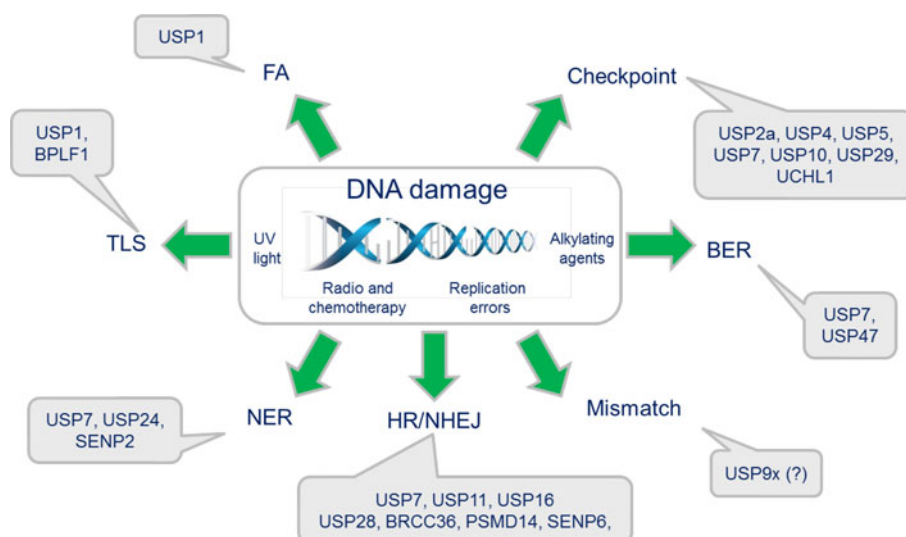 USP1
FA
Checkpoint
USP1,
BPLF1
USP2a, USP4, USP5,
USP7, USP10, USP29,
UCHL1
DNA damage
TLS
UV
light
Alkylating
agents
BER
Radio and
chemotherapy
Replication
errors
USP7,
USP47
NER
HR/NHEJ
Mismatch
USP7, USP24,
SENP2
USP9x (?)
USP7, USP11, USP16
USP28, BRCC36, PSMD14, SENP6,